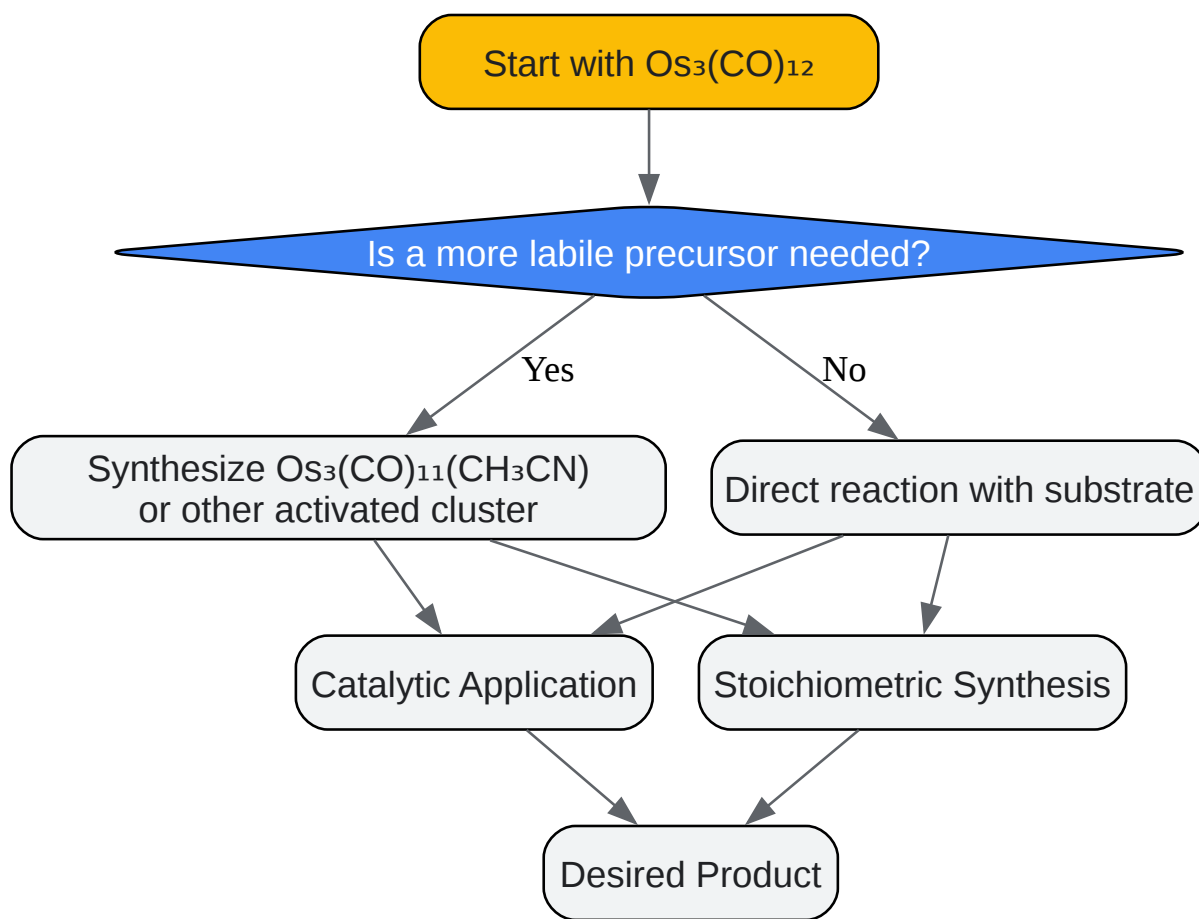 Start with Os₃(CO)₁₂
Is a more labile precursor needed?
Yes
No
Synthesize Os₃(CO)₁₁(CH₃CN)
or other activated cluster
Direct reaction with substrate
Catalytic Application
Stoichiometric Synthesis
Desired Product